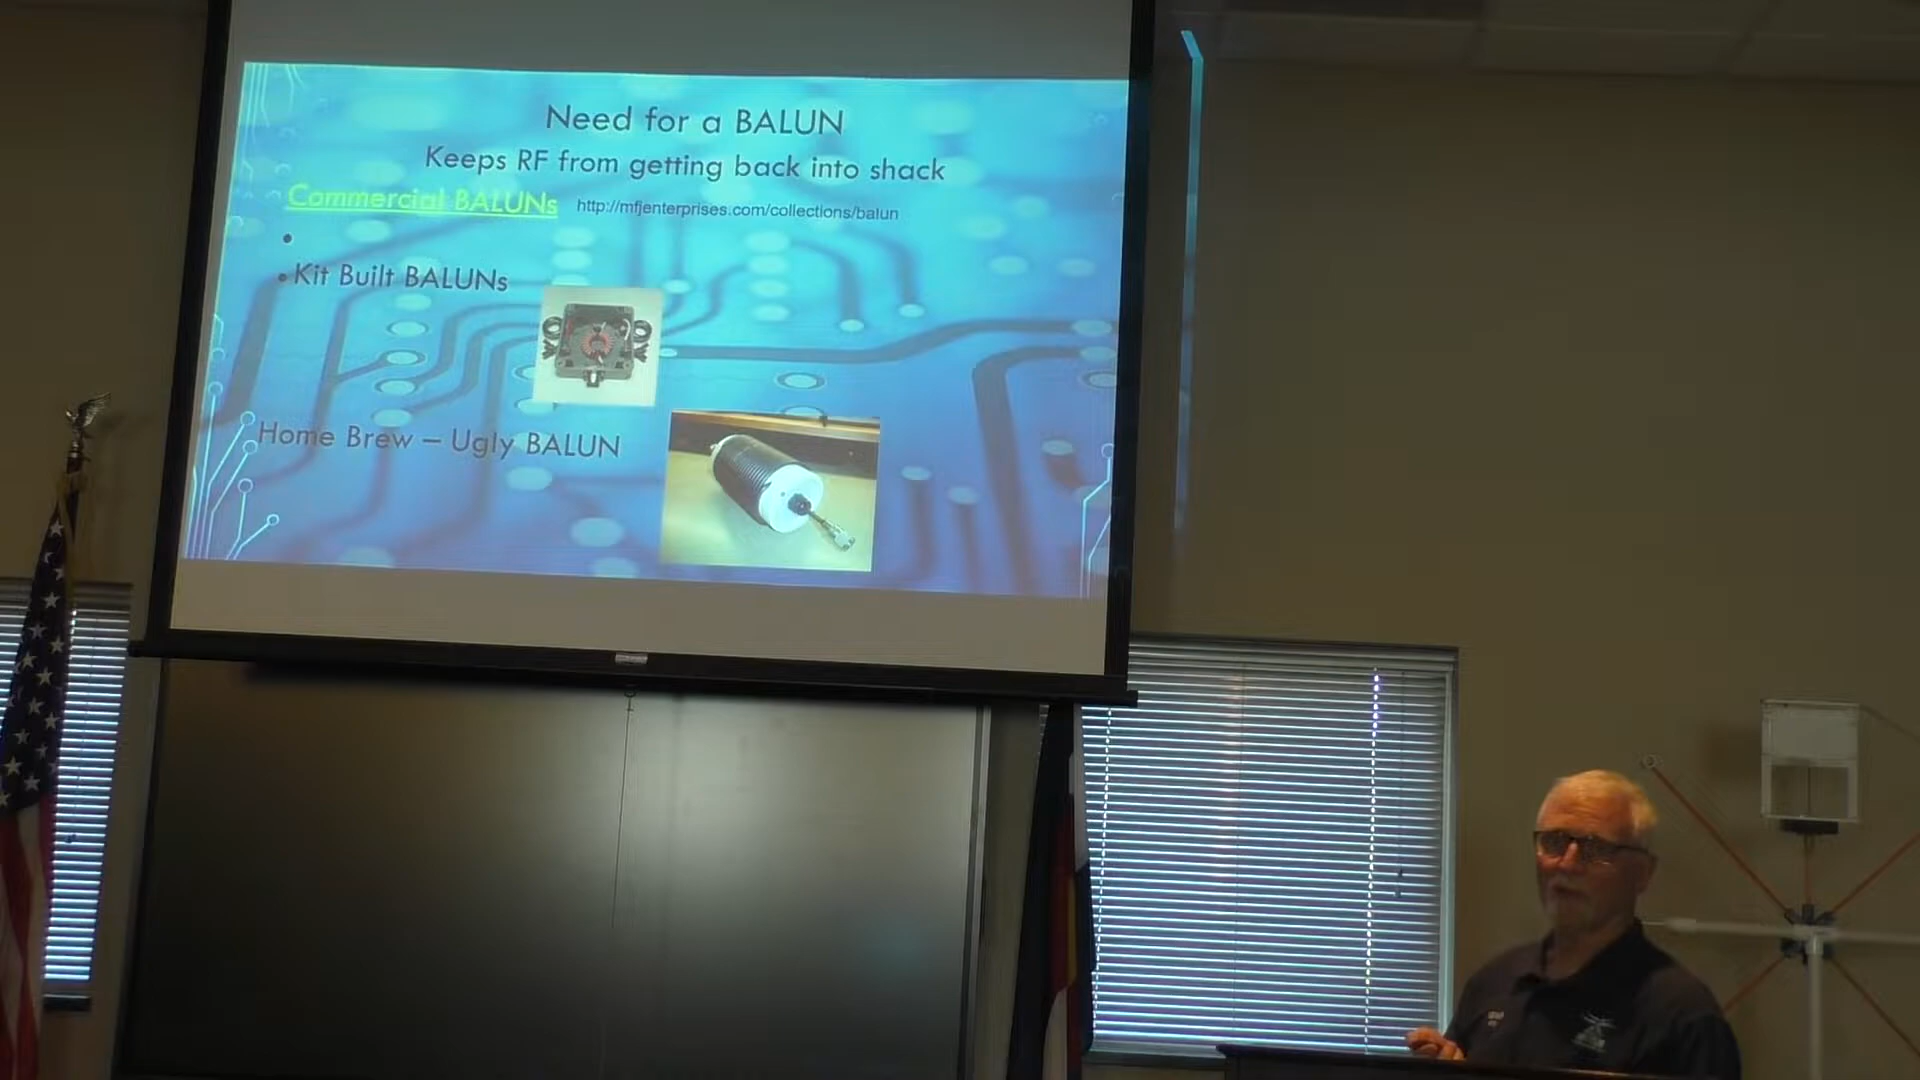 Need for a BALUN
Keeps RF from getting back into shack
Commercial BALUNs http://mfjenterprises.com/collections/balun
•
• Kit Built BALUNs
Home Brew – Ugly BALUN